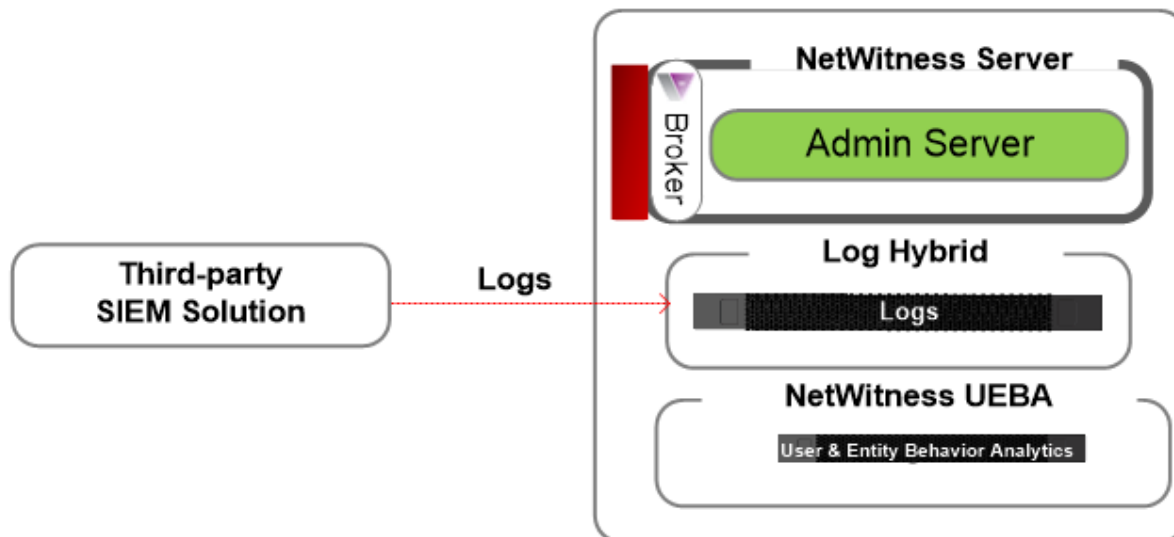 NetWitness Server
Broker
Admin Server
Third-party
SIEM Solution
Logs
Log Hybrid
Logs
NetWitness UEBA
User & Entity Behavior Analytics